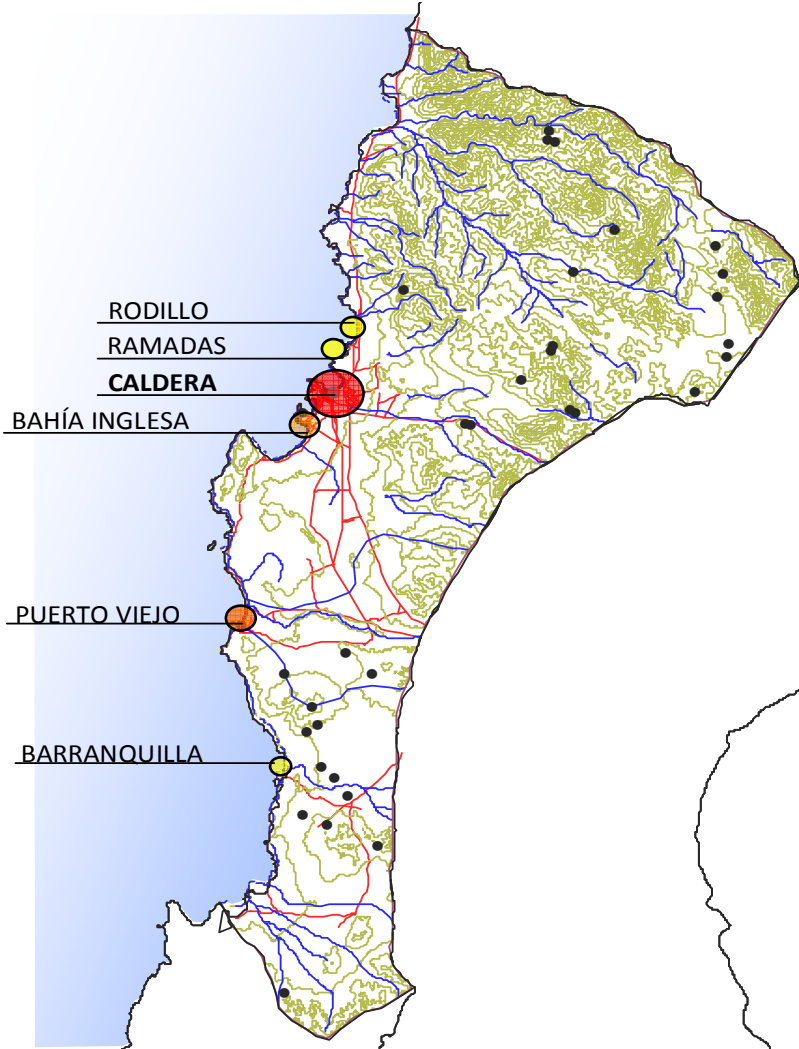 RODILLO
RAMADAS
CALDERA
BAHÍA INGLESA
PUERTO VIEJO
BARRANQUILLA